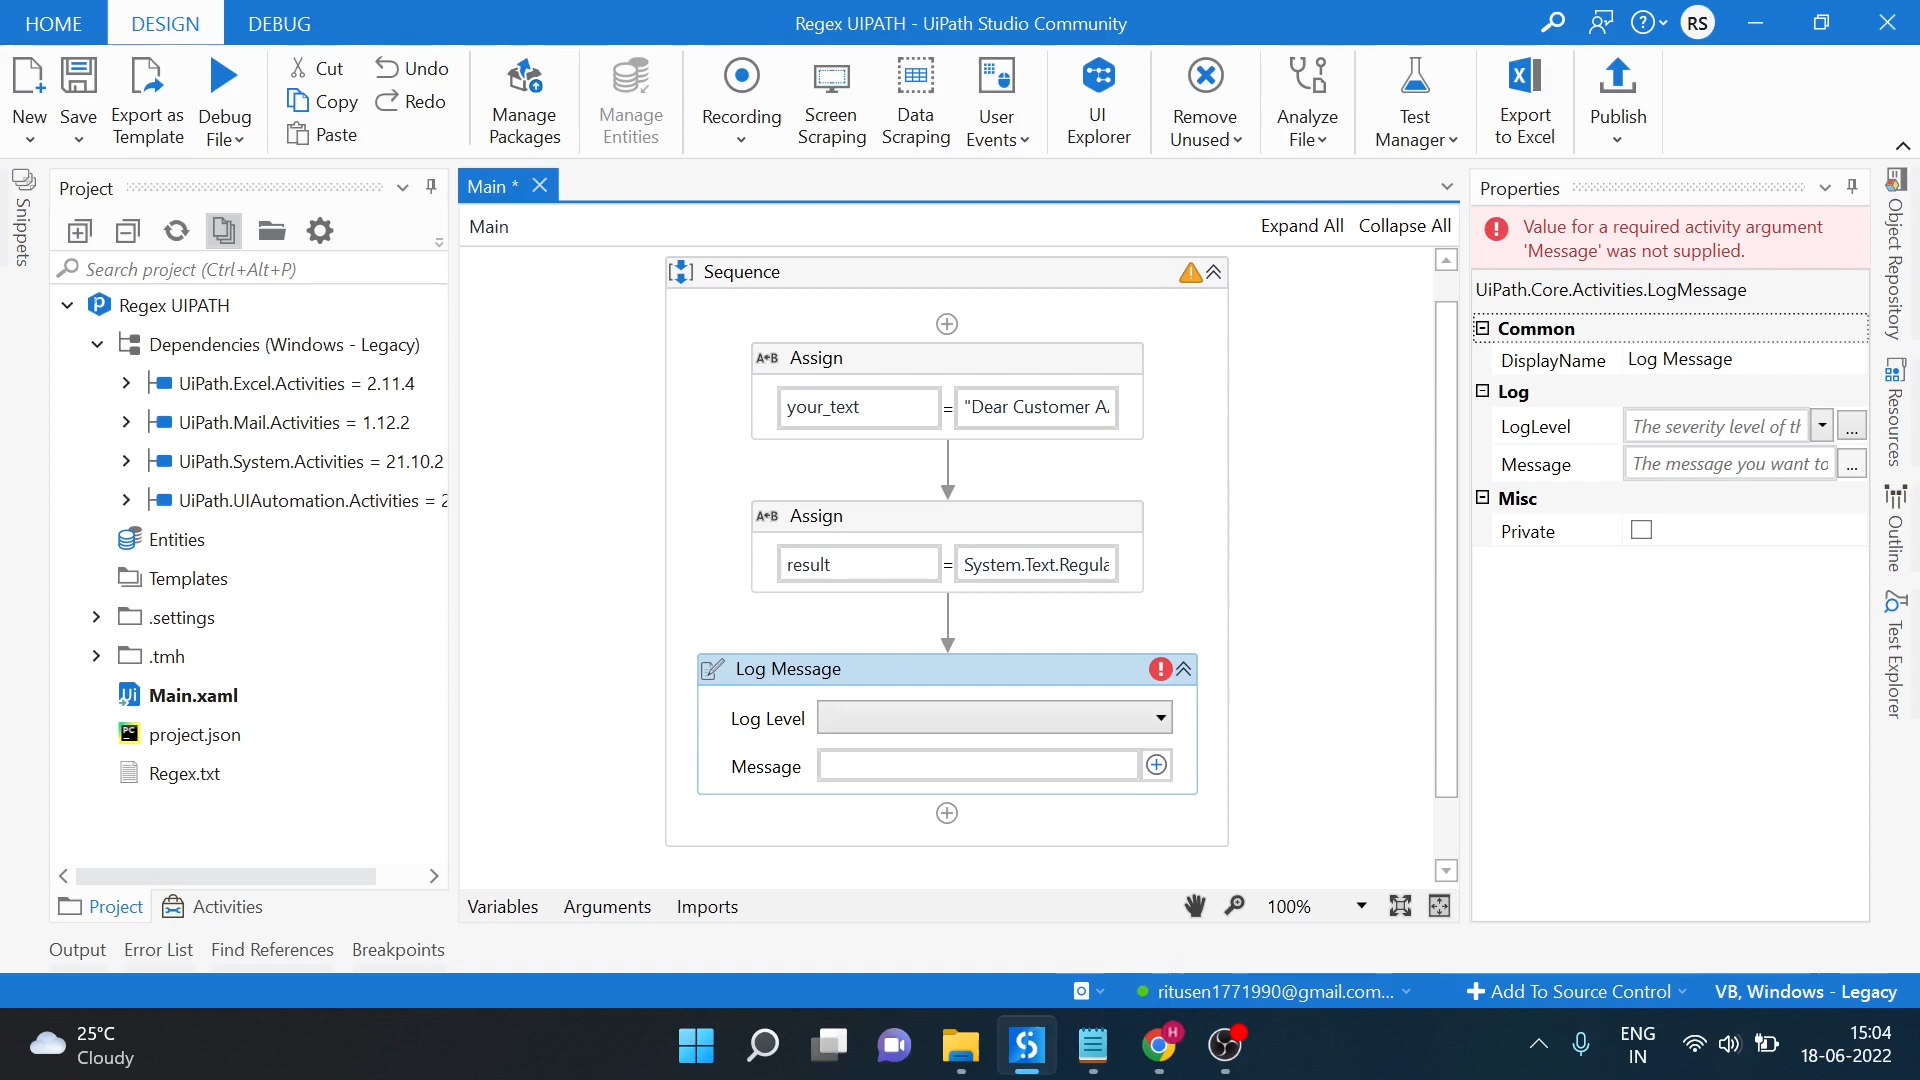 HOME
DESIGN
DEBUG
Regex UIPATH - UiPath Studio Community
RS
New
Save
Export as
Template
Debug
File
Cut
Copy
Paste
Undo
Redo
Manage
Packages
Manage
Entities
Recording
Screen
Scraping
Data
Scraping
User
Events
UI
Explorer
Remove
Unused
Analyze
File
Test
Manager
Export
to Excel
Publish
Snippets
Project
Search project (Ctrl+Alt+P)
Regex UIPATH
Dependencies (Windows - Legacy)
UiPath.Excel.Activities = 2.11.4
UiPath.Mail.Activities = 1.12.2
UiPath.System.Activities = 21.10.2
UiPath.UIAutomation.Activities = 2
Entities
Templates
.settings
.tmh
Main.xaml
project.json
Regex.txt
Project
Activities
Main *
Main
Expand All
Collapse All
Sequence
A+B Assign
your_text
=
"Dear Customer A
A+B Assign
result
=
System.Text.Regula
Log Message
Log Level
Message
Variables
Arguments
Imports
100%
Properties
Value for a required activity argument
'Message' was not supplied.
UiPath.Core.Activities.LogMessage
Common
DisplayName
Log Message
Log
LogLevel
The severity level of th
...
Message
The message you want to
...
Misc
Private
Object Repository
Resources
Outline
Test Explorer
Output
Error List
Find References
Breakpoints
ritusen1771990@gmail.com...
Add To Source Control
VB, Windows - Legacy
25°C
Cloudy
H
ENG
IN
15:04
18-06-2022